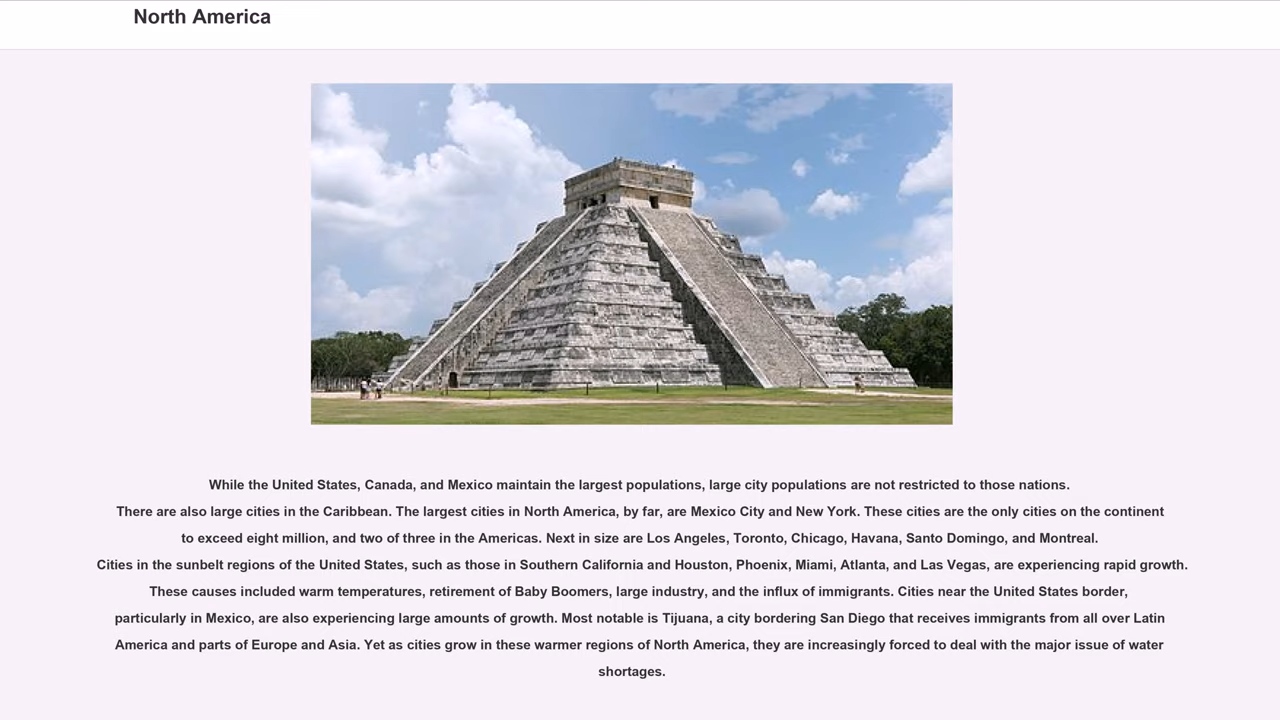 North America
While the United States, Canada, and Mexico maintain the largest populations, large city populations are not restricted to those nations.
There are also large cities in the Caribbean. The largest cities in North America, by far, are Mexico City and New York. These cities are the only cities on the continent
to exceed eight million, and two of three in the Americas. Next in size are Los Angeles, Toronto, Chicago, Havana, Santo Domingo, and Montreal.
Cities in the sunbelt regions of the United States, such as those in Southern California and Houston, Phoenix, Miami, Atlanta, and Las Vegas, are experiencing rapid growth.
These causes included warm temperatures, retirement of Baby Boomers, large industry, and the influx of immigrants. Cities near the United States border,
particularly in Mexico, are also experiencing large amounts of growth. Most notable is Tijuana, a city bordering San Diego that receives immigrants from all over Latin
America and parts of Europe and Asia. Yet as cities grow in these warmer regions of North America, they are increasingly forced to deal with the major issue of water
shortages.